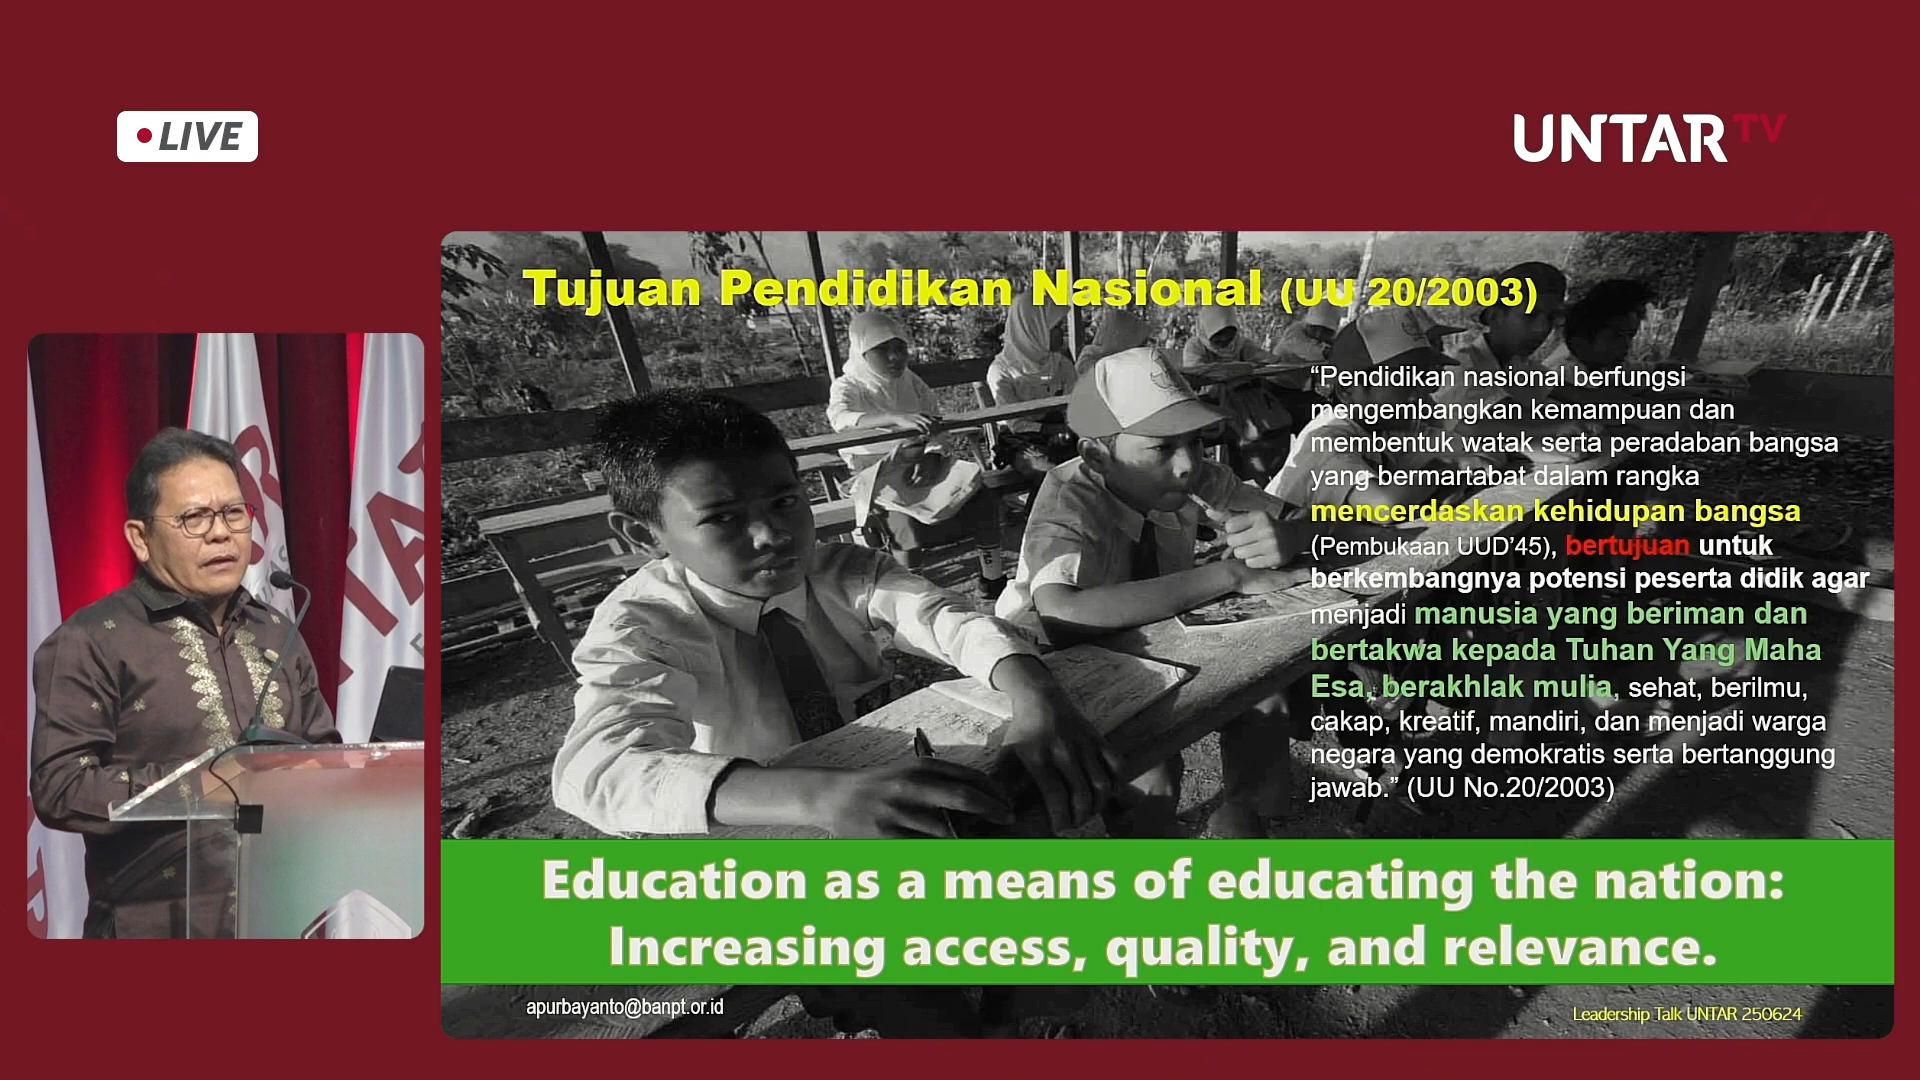 LIVE
UNTAR TV
Tujuan Pendidikan Nasional (UU 20/2003)
“Pendidikan nasional berfungsi
mengembangkan kemampuan dan
membentuk watak serta peradaban bangsa
yang bermartabat dalam rangka
mencerdaskan kehidupan bangsa
(Pembukaan UUD’45), bertujuan untuk
berkembangnya potensi peserta didik agar
menjadi manusia yang beriman dan
bertakwa kepada Tuhan Yang Maha
Esa, berakhlak mulia, sehat, berilmu,
cakap, kreatif, mandiri, dan menjadi warga
negara yang demokratis serta bertanggung
jawab.” (UU No.20/2003)
Education as a means of educating the nation:
Increasing access, quality, and relevance.
apurbayanto@banpt.or.id
Leadership Talk UNTAR 250624